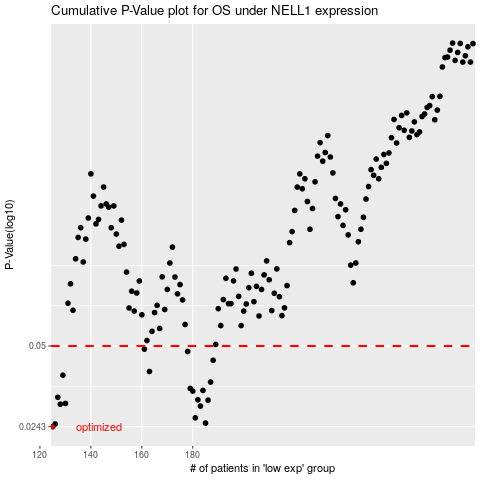 Cumulative P-Value plot for OS under NELL1 expression
P-Value(log10)
0.05
0.0243
optimized
120 140 160 180
# of patients in 'low exp' group